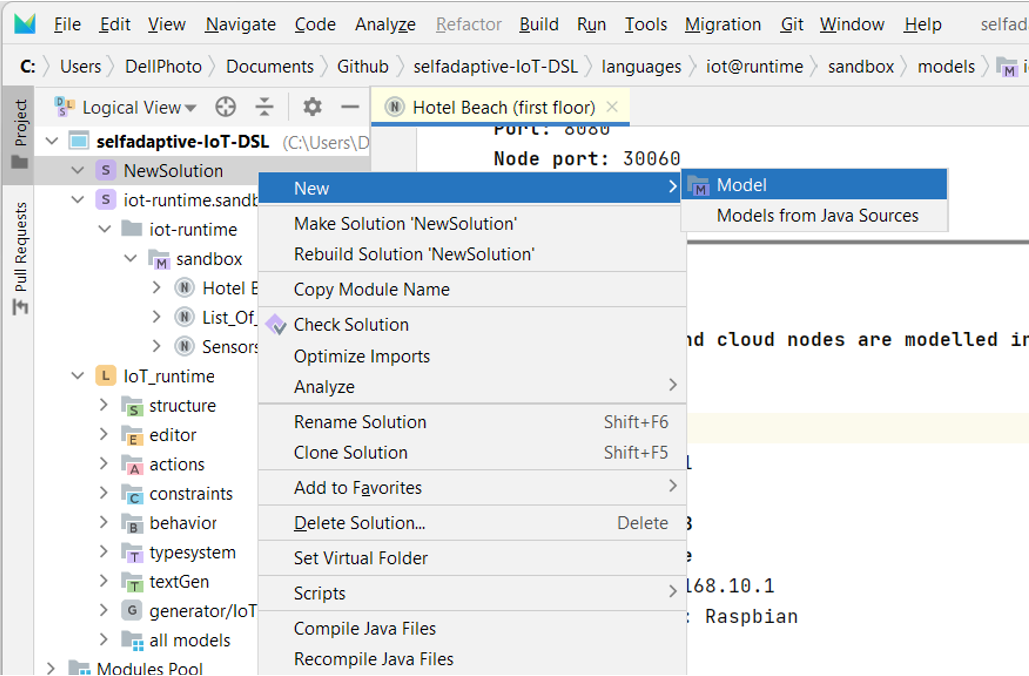 File Edit View Navigate Code Analyze Refactor Build Run Tools Migration Git Window Help selfad
C: Users DellPhoto Documents Github selfadaptive-IoT-DSL languages iot@runtime sandbox models M i
Project
Pull Requests
D S L Logical View
N Hotel Beach (first floor)
selfadaptive-IoT-DSL (C:\Users\D
S NewSolution
S iot-runtime.sandb
iot-runtime
M sandbox
N Hotel B
N List_Of_
N Sensors
L IoT_runtime
S structure
E editor
A actions
C constraints
B behavior
T typesystem
T textGen
G generator/IoT
all models
Modules Pool
New
Make Solution 'NewSolution'
Rebuild Solution 'NewSolution'
Copy Module Name
Check Solution
Optimize Imports
Analyze
Rename Solution Shift+F6
Clone Solution Shift+F5
Add to Favorites
Delete Solution... Delete
Set Virtual Folder
Scripts
Compile Java Files
Recompile Java Files
M Model
Models from Java Sources
Port: 8080
Node port: 30060
nd cloud nodes are modelled in
1
3
e
168.10.1
: Raspbian